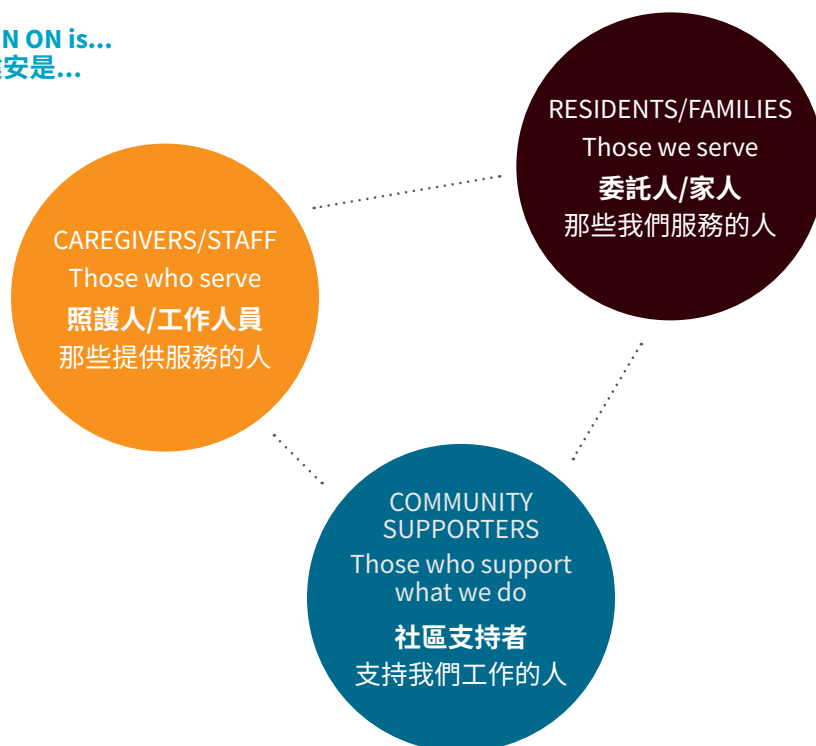 N ON is...
安是...
RESIDENTS/FAMILIES
Those we serve
委託人/家人
那些我們服務的人
CAREGIVERS/STAFF
Those who serve
照護人/工作人員
那些提供服務的人
COMMUNITY
SUPPORTERS
Those who support
what we do
社區支持者
支持我們工作的人